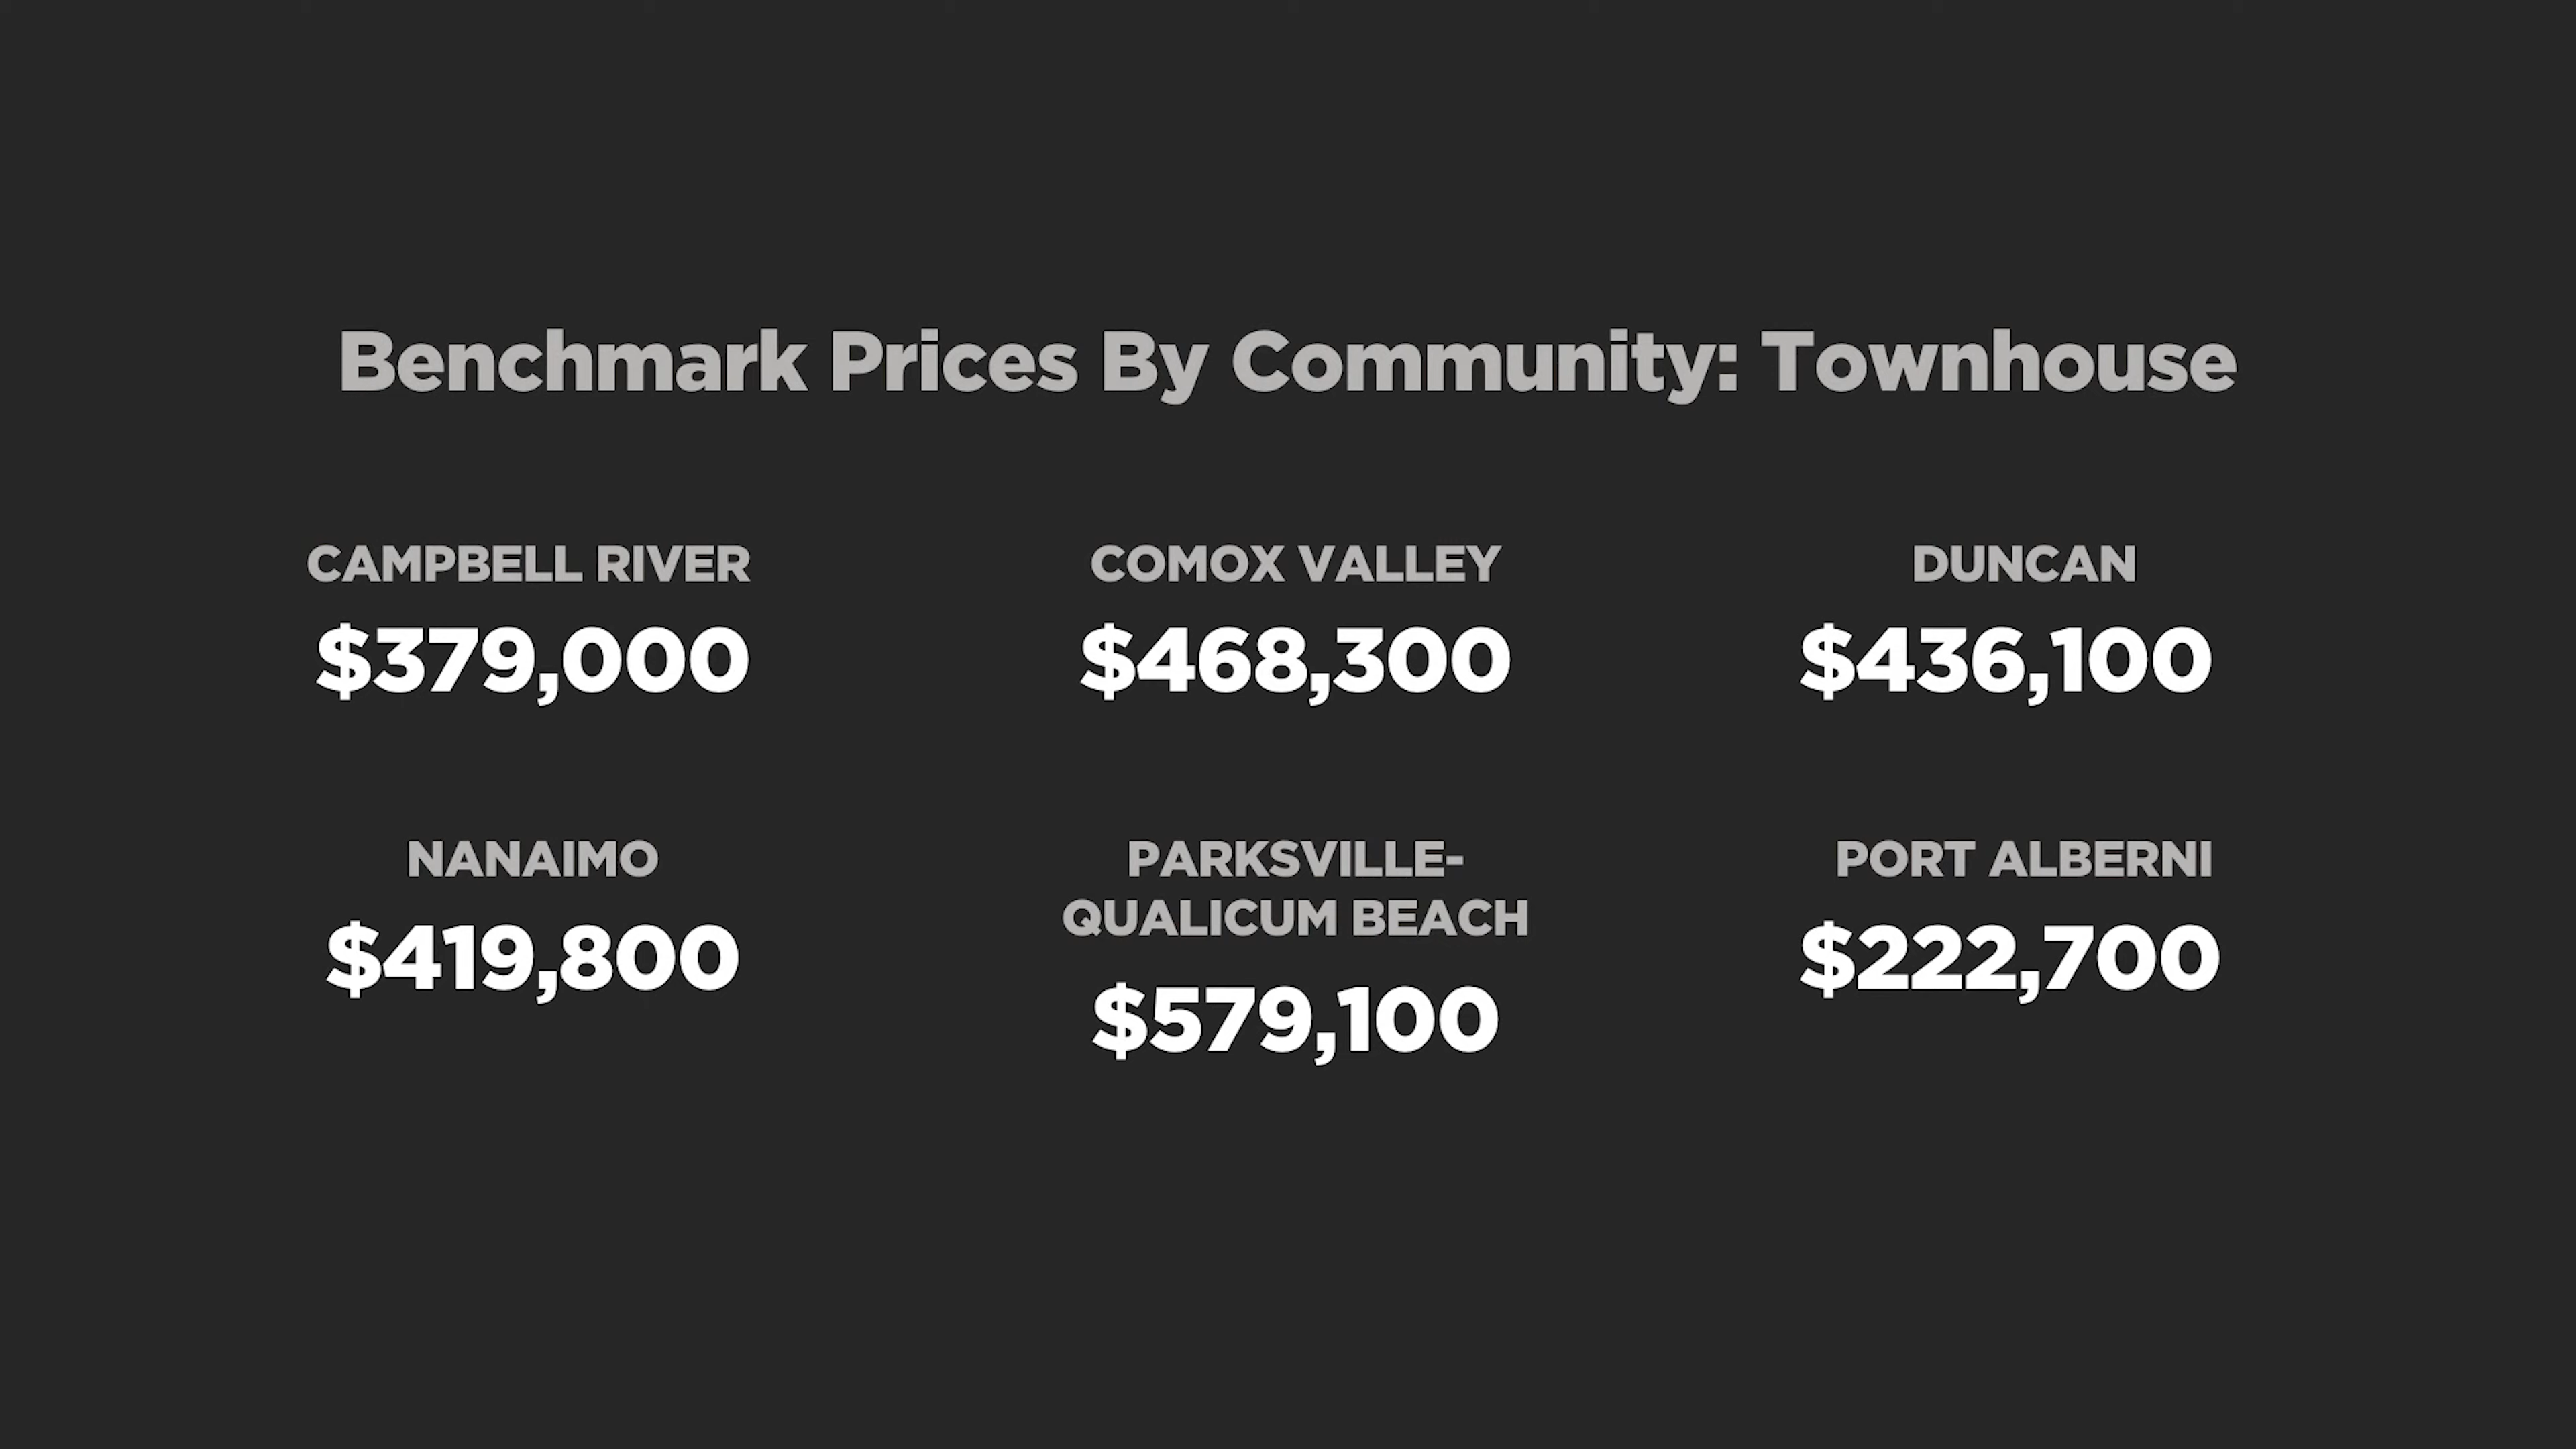 Benchmark Prices By Community: Townhouse
CAMPBELL RIVER
$379,000
COMOX VALLEY
$468,300
DUNCAN
$436,100
NANAIMO
$419,800
PARKSVILLE-
QUALICUM BEACH
$579,100
PORT ALBERNI
$222,700